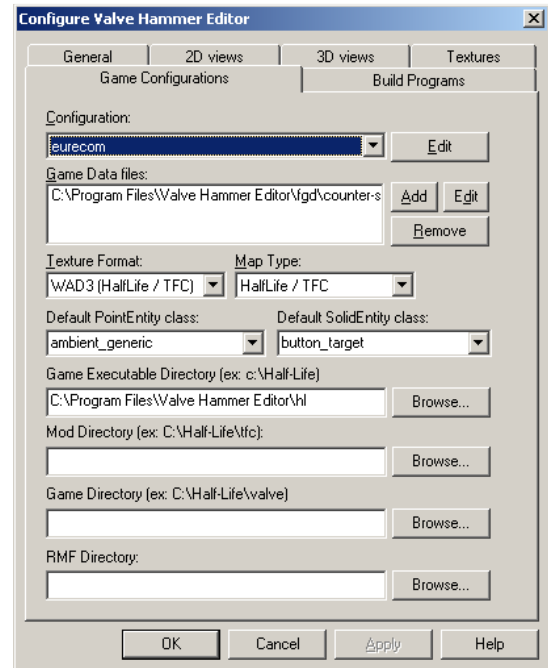 Configure Valve Hammer Editor
General 2D views 3D views Textures
Game Configurations Build Programs
Configuration:
eurecom Edit
Game Data files:
C:\Program Files\Valve Hammer Editor\fgd\counter-s Add Edit
Remove
Texture Format: Map Type:
WAD3 (HalfLife / TFC) HalfLife / TFC
Default PointEntity class: Default SolidEntity class:
ambient_generic button_target
Game Executable Directory (ex: c:\Half-Life)
C:\Program Files\Valve Hammer Editor\hl Browse...
Mod Directory (ex: C:\Half-Life\tfc):
Browse...
Game Directory (ex: C:\Half-Life\valve)
Browse...
RMF Directory:
Browse...
OK Cancel Apply Help